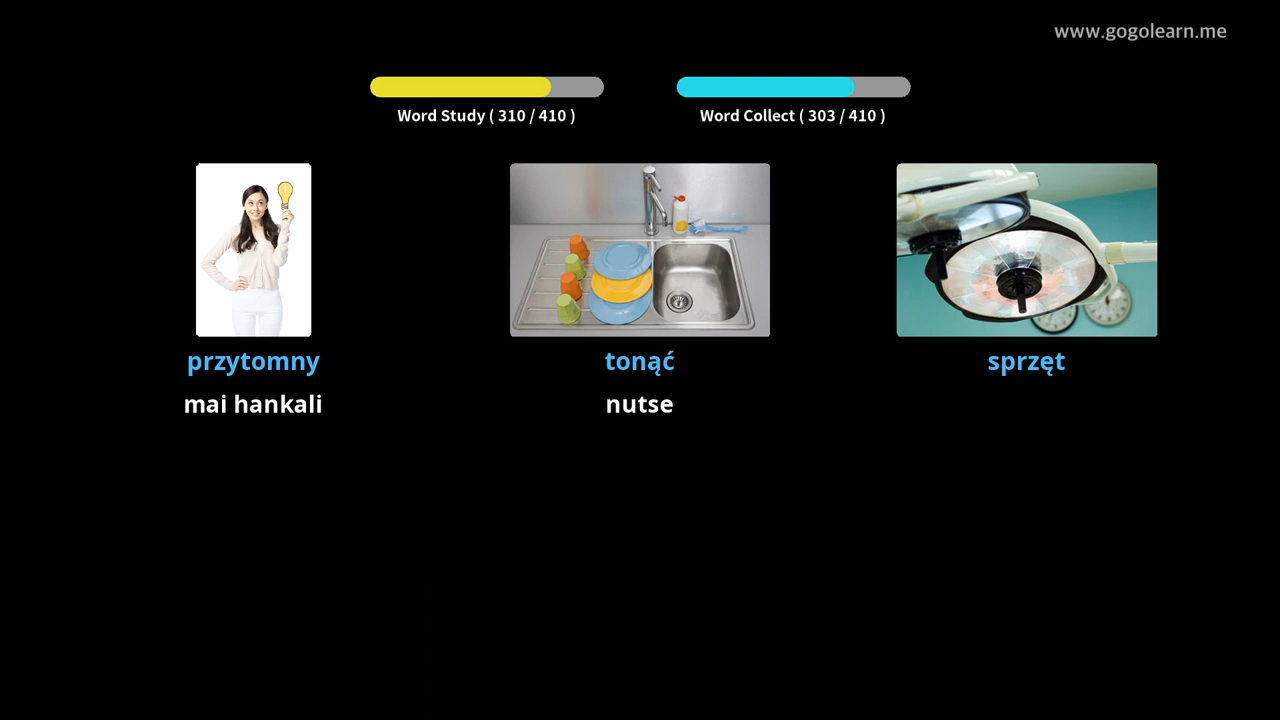 www.gogolearn.me
Word Study ( 310 / 410 )
Word Collect ( 303 / 410 )
przytomny
tonąć
sprzęt
mai hankali
nutse